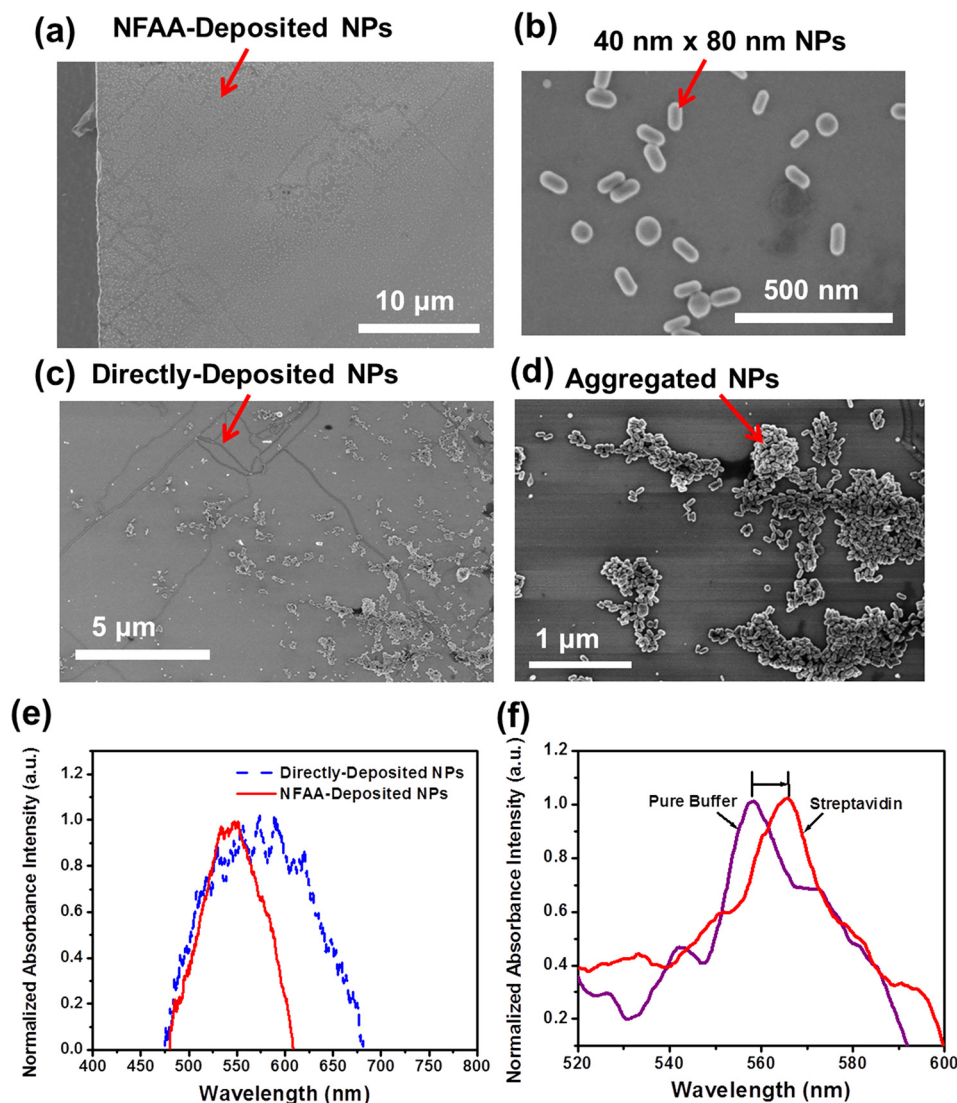 (a)
NFAA-Deposited NPs
10 µm
(b)
40 nm x 80 nm NPs
500 nm
(c)
Directly-Deposited NPs
5 µm
(d)
Aggregated NPs
1 µm
(e)
Normalized Absorbance Intensity (a.u.)
1.2
1.0
0.8
0.6
0.4
0.2
0.0
Directly-Deposited NPs
NFAA-Deposited NPs
400 450 500 550 600 650 700 750 800
Wavelength (nm)
(f)
Normalized Absorbance Intensity (a.u.)
1.2
1.0
0.8
0.6
0.4
0.2
Pure Buffer
Streptavidin
520 540 560 580 600
Wavelength (nm)